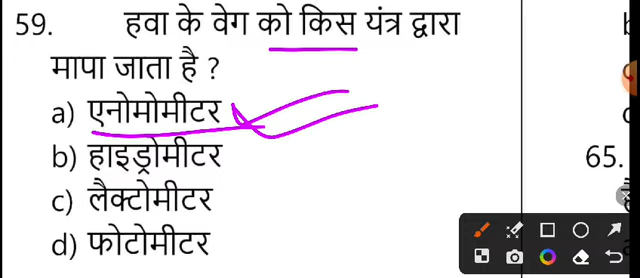 59. हवा के वेग को किस यंत्र द्वारा
मापा जाता है ?
a) एनोमोमीटर
b) हाइड्रोमीटर
c) लैक्टोमीटर
d) फोटोमीटर
65.